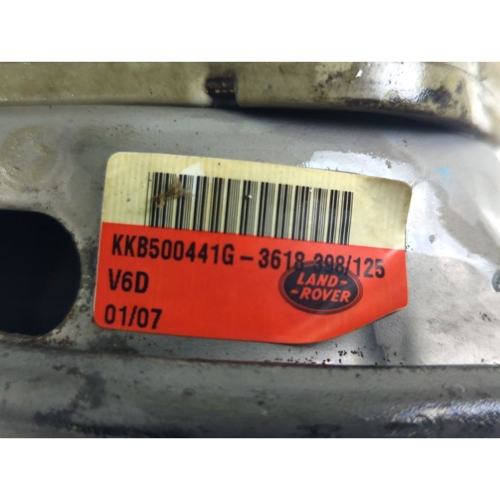 KKB500441G-3618-398/125
V6D
LAND-
ROVER
01/07